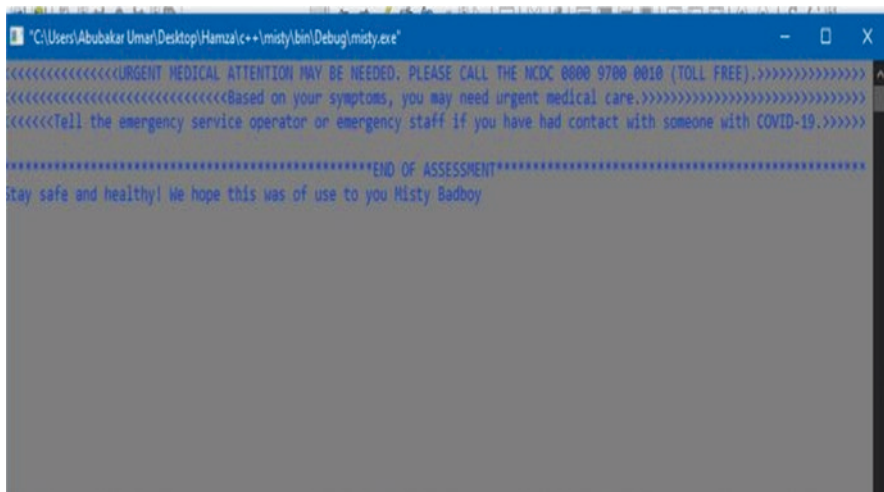 "C:\Users\Abubakar Umar\Desktop\Hamza\c++\misty\bin\Debug\misty.exe"
<<<<<<<<<<<<<<<<URGENT MEDICAL ATTENTION MAY BE NEEDED. PLEASE CALL THE NCDC 0800 9700 0010 (TOLL FREE).>>>>>>>>>>>>>>>
<<<<<<<<<<<<<<<<<<<<<<<<<<<<<<<Based on your symptoms, you may need urgent medical care.>>>>>>>>>>>>>>>>>>>>>>>>>>>>>>>
<<<<<<<Tell the emergency service operator or emergency staff if you have had contact with someone with COVID-19.>>>>>>
***************************************************END OF ASSESSMENT***************************************************
Stay safe and healthy! We hope this was of use to you Misty Badboy